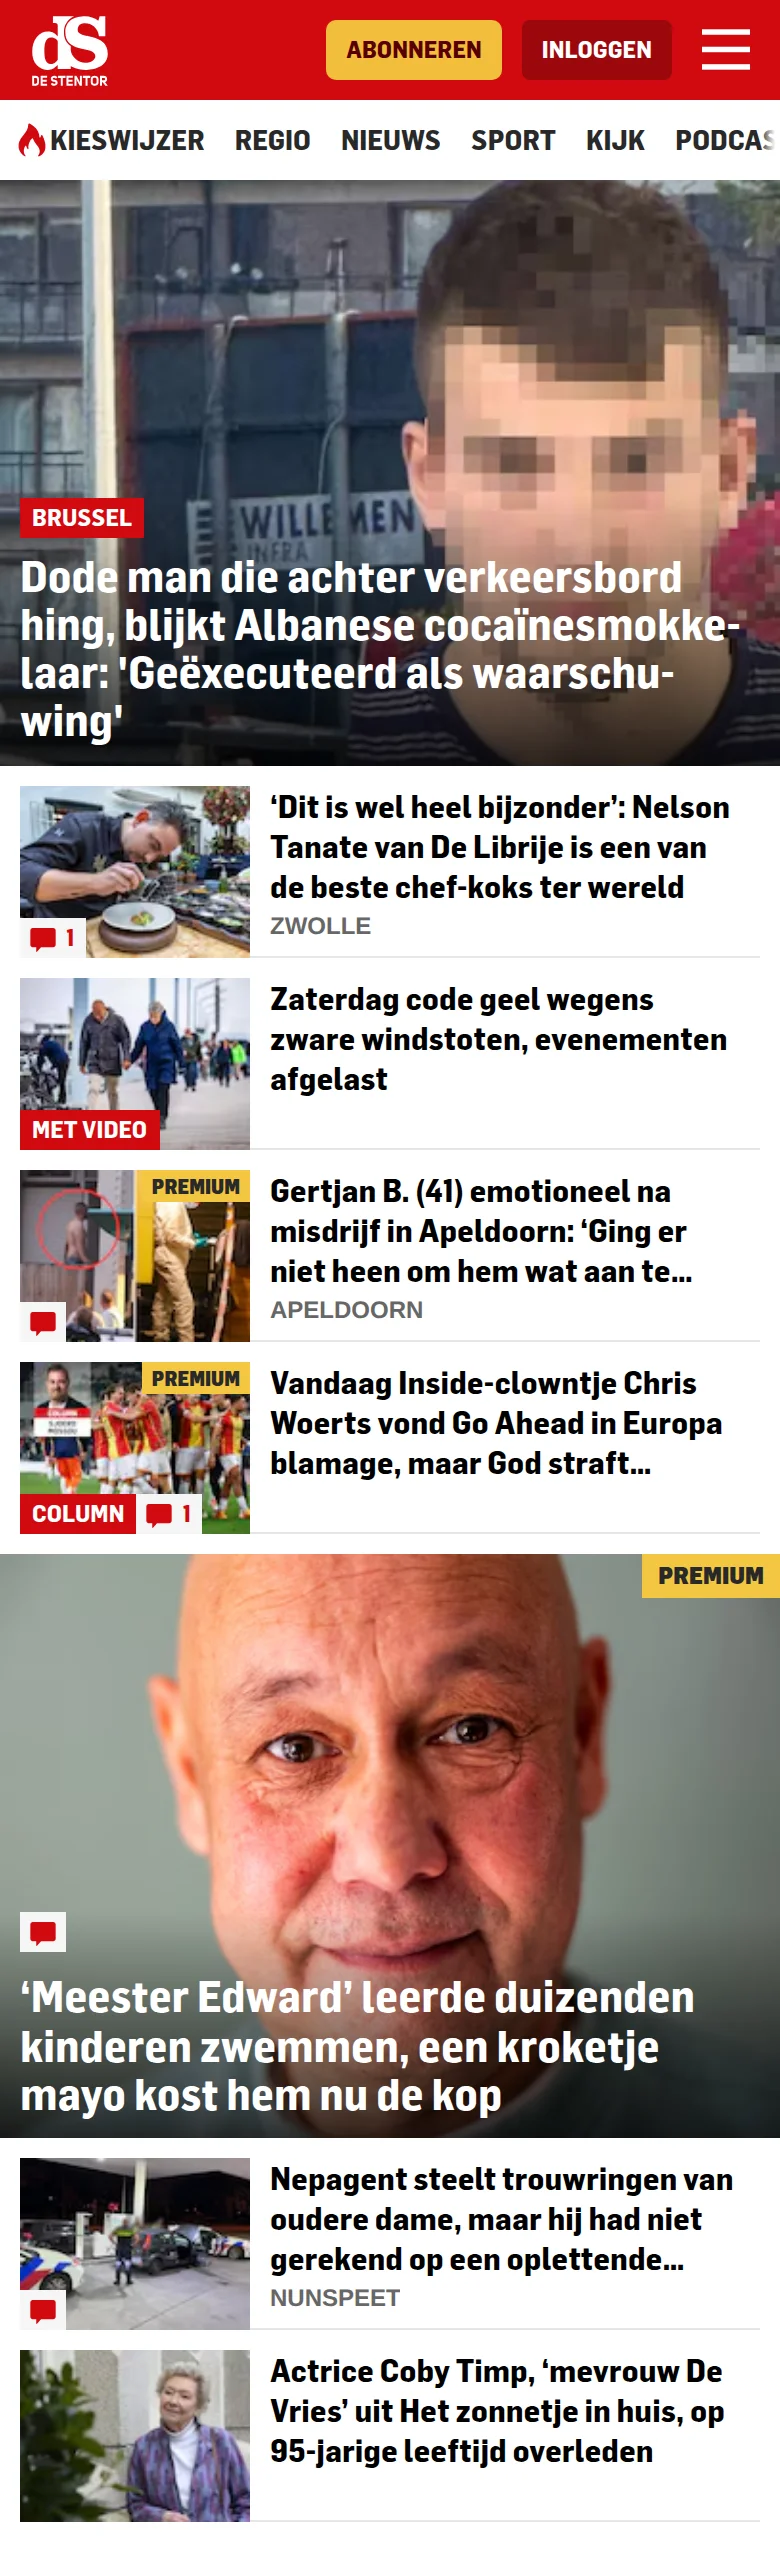 dS
DE STENTOR
ABONNEREN
INLOGGEN
KIESWIJZER REGIO NIEUWS SPORT KIJK PODCAS
WILLEMEN
INFRA
BRUSSEL
Dode man die achter verkeersbord
hing, blijkt Albanese cocaïnesmokke-
laar: 'Geëxecuteerd als waarschu-
wing'
1
‘Dit is wel heel bijzonder’: Nelson
Tanate van De Librije is een van
de beste chef-koks ter wereld
ZWOLLE
MET VIDEO
Zaterdag code geel wegens
zware windstoten, evenementen
afgelast
PREMIUM
Gertjan B. (41) emotioneel na
misdrijf in Apeldoorn: ‘Ging er
niet heen om hem wat aan te...
APELDOORN
PREMIUM
COLUMN
SJOERD
MOSSOU
COLUMN
1
Vandaag Inside-clowntje Chris
Woerts vond Go Ahead in Europa
blamage, maar God straft...
PREMIUM
‘Meester Edward’ leerde duizenden
kinderen zwemmen, een kroketje
mayo kost hem nu de kop
Nepagent steelt trouwringen van
oudere dame, maar hij had niet
gerekend op een oplettende...
NUNSPEET
Actrice Coby Timp, ‘mevrouw De
Vries’ uit Het zonnetje in huis, op
95-jarige leeftijd overleden